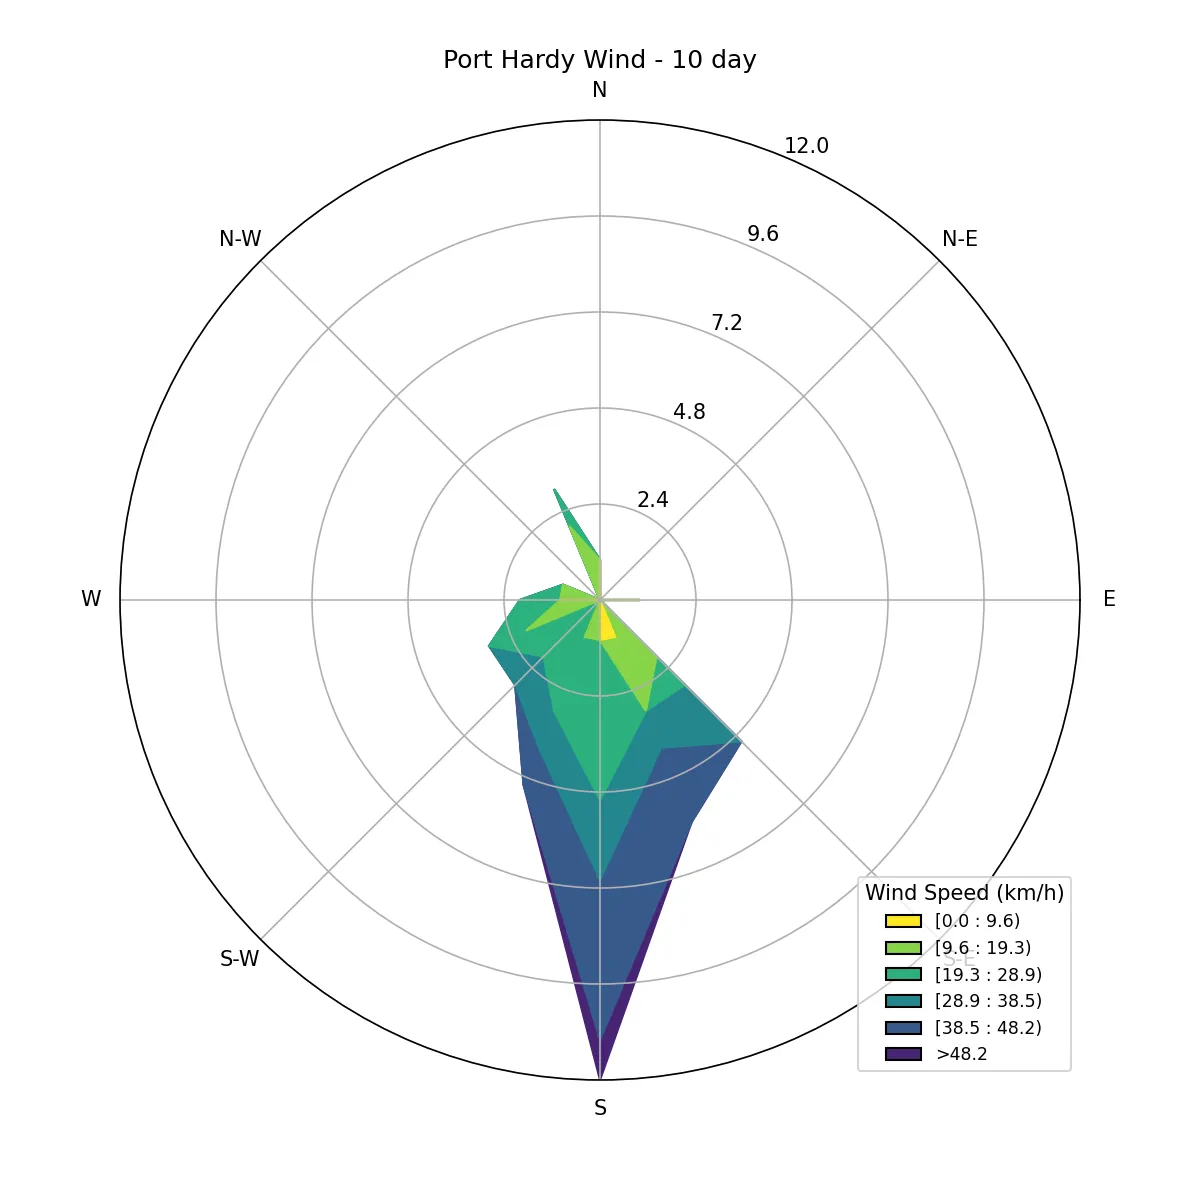 Port Hardy Wind - 10 day
N
12.0
N-W
9.6
N-E
7.2
4.8
2.4
W
E
Wind Speed (km/h)
[0.0 : 9.6)
[9.6 : 19.3)
S-W
S-E
[19.3 : 28.9)
[28.9 : 38.5)
[38.5 : 48.2)
>48.2
S